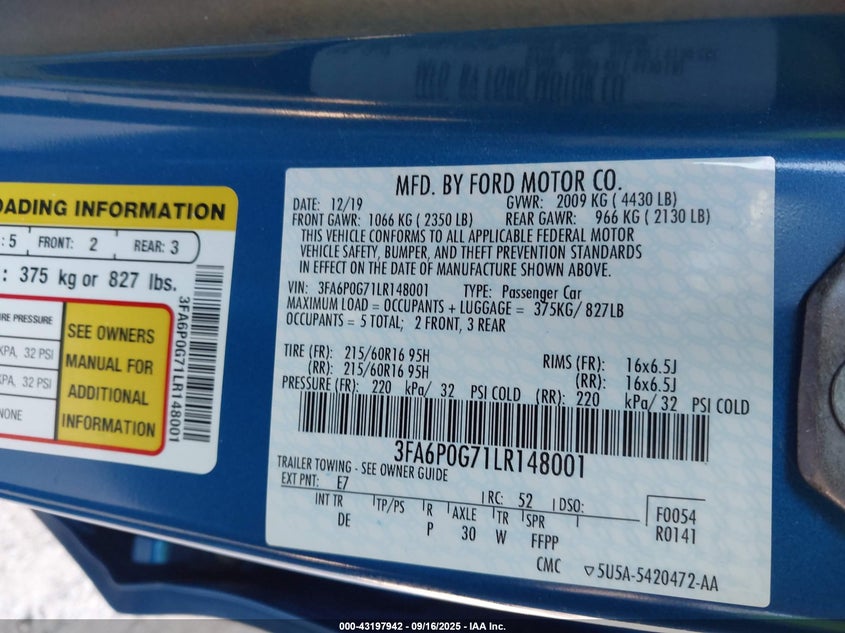 OADING INFORMATION
: 5 FRONT: 2 REAR: 3
: 375 kg or 827 lbs.
RE PRESSURE
KPA, 32 PSI
KPA, 32 PSI
NONE
SEE OWNERS
MANUAL FOR
ADDITIONAL
INFORMATION
3FA6P0G71LR148001
MFD. BY FORD MOTOR CO.
DATE: 12/19 GVWR: 2009 KG ( 4430 LB)
FRONT GAWR: 1066 KG ( 2350 LB) REAR GAWR: 966 KG ( 2130 LB)
THIS VEHICLE CONFORMS TO ALL APPLICABLE FEDERAL MOTOR
VEHICLE SAFETY, BUMPER, AND THEFT PREVENTION STANDARDS
IN EFFECT ON THE DATE OF MANUFACTURE SHOWN ABOVE.
VIN: 3FA6P0G71LR148001 TYPE: Passenger Car
MAXIMUM LOAD = OCCUPANTS + LUGGAGE = 375KG/ 827LB
OCCUPANTS = 5 TOTAL; 2 FRONT, 3 REAR
TIRE (FR): 215/60R16 95H RIMS (FR): 16x6.5J
(RR): 215/60R16 95H (RR): 16x6.5J
PRESSURE (FR): 220 kPa/ 32 PSI COLD (RR): 220 kPa/ 32 PSI COLD
3FA6P0G71LR148001
TRAILER TOWING - SEE OWNER GUIDE
EXT PNT: E7 RC: 52 DSO:
INT TR TP/PS R AXLE TR SPR
DE P 30 W FFPP
F0054
R0141
CMC ▽5U5A-5420472-AA
000-43197942 - 09/16/2025 - IAA Inc.